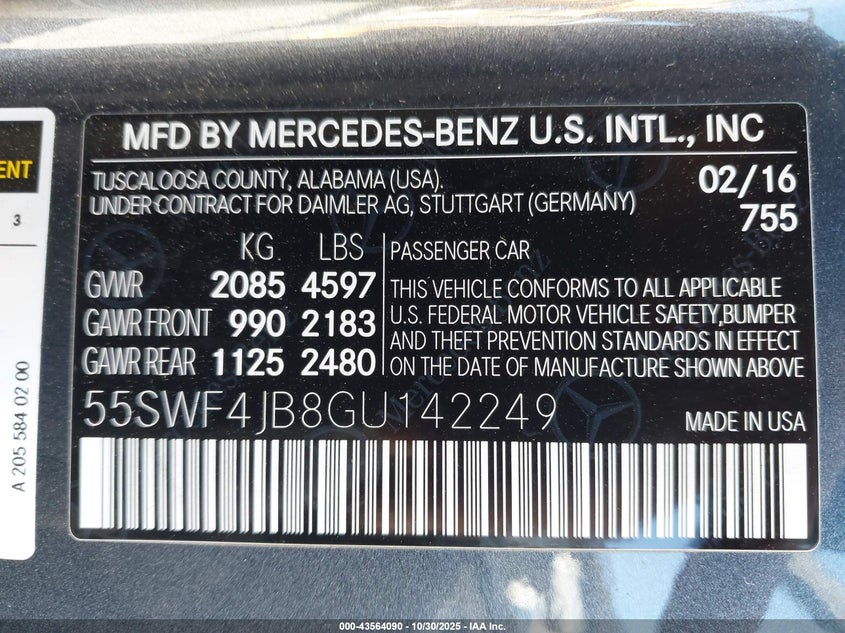 MFD BY MERCEDES-BENZ U.S. INTL., INC
TUSCALOOSA COUNTY, ALABAMA (USA). 02/16
UNDER CONTRACT FOR DAIMLER AG, STUTTGART (GERMANY) 755
KG LBS
GVWR 2085 4597
GAWR FRONT 990 2183
GAWR REAR 1125 2480
PASSENGER CAR
THIS VEHICLE CONFORMS TO ALL APPLICABLE
U.S. FEDERAL MOTOR VEHICLE SAFETY,BUMPER
AND THEFT PREVENTION STANDARDS IN EFFECT
ON THE DATE OF MANUFACTURE SHOWN ABOVE
55SWF4JB8GU142249 MADE IN USA
3
A 205 584 02 00
Mercedes-Benz
000-43564090 - 10/30/2025 - IAA Inc.